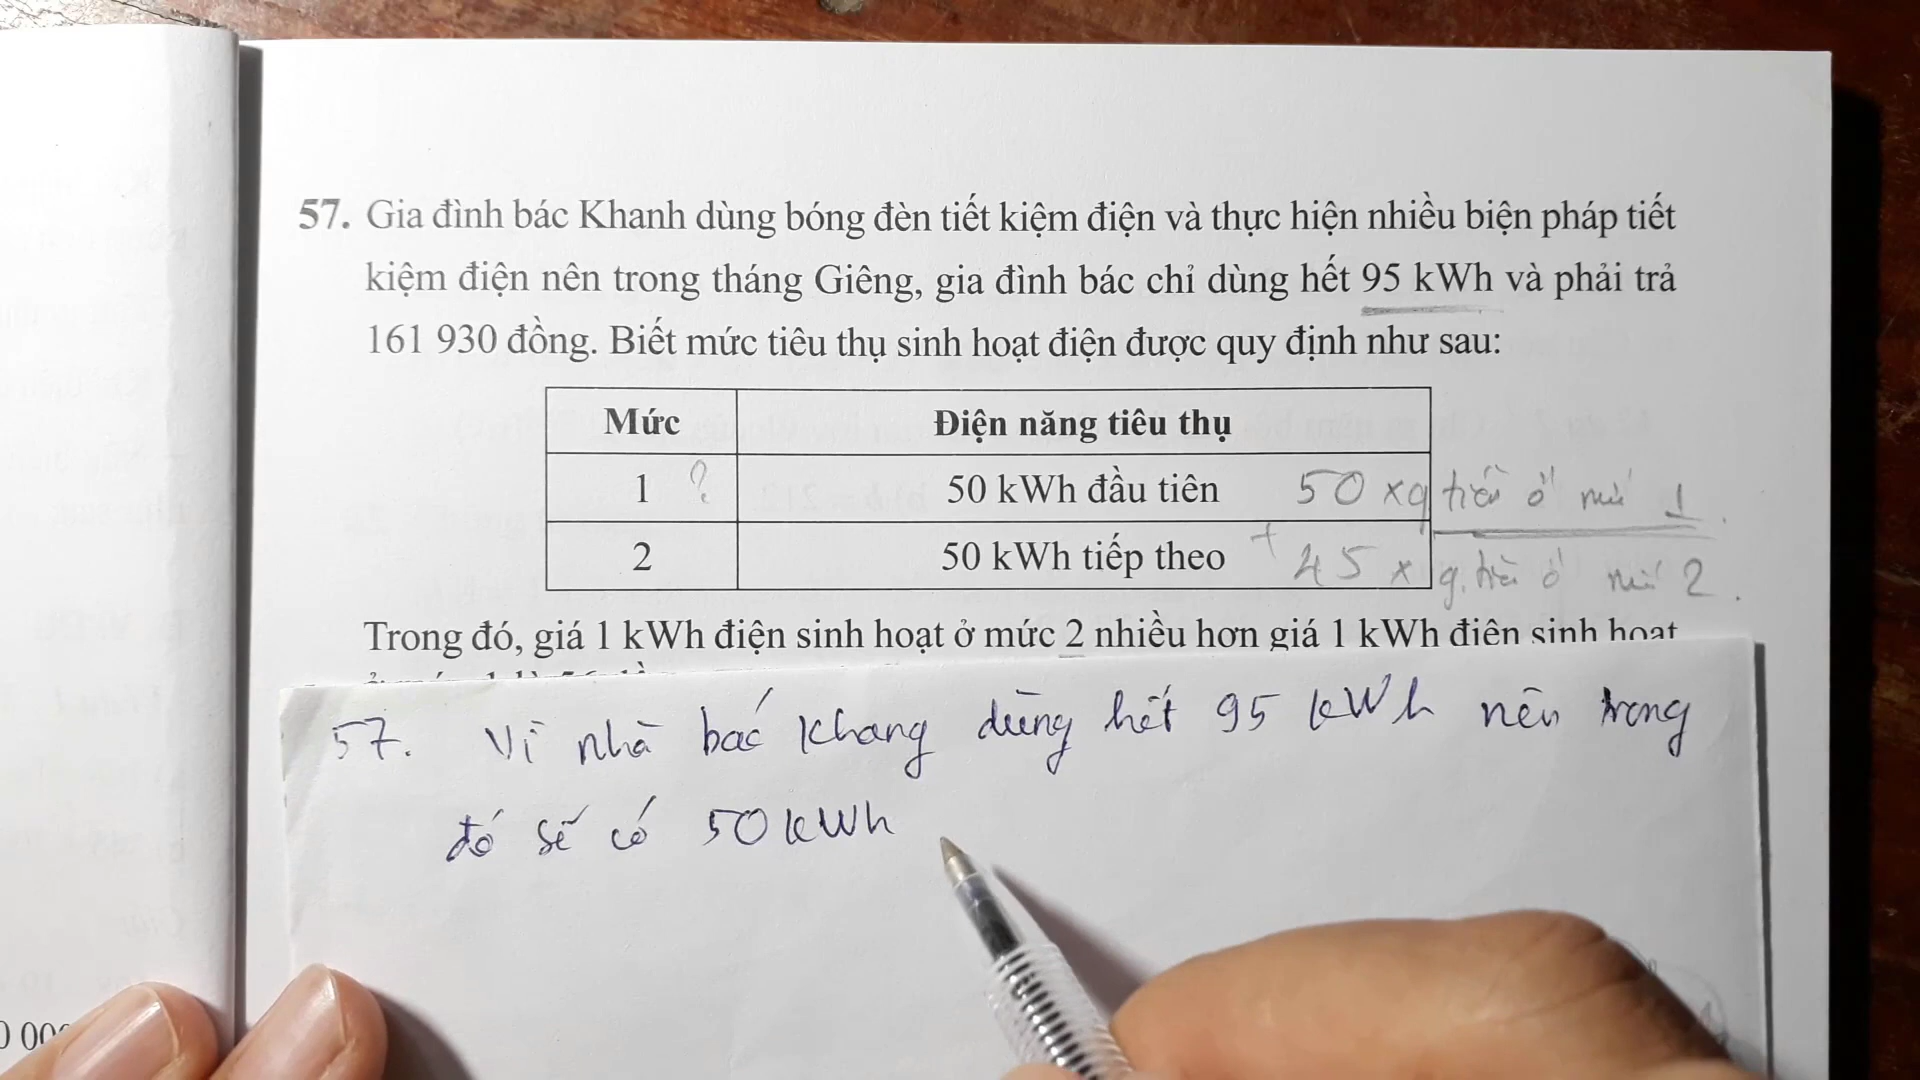 57. Gia đình bác Khanh dùng bóng đèn tiết kiệm điện và thực hiện nhiều biện pháp tiết
kiệm điện nên trong tháng Giêng, gia đình bác chỉ dùng hết 95 kWh và phải trả
161 930 đồng. Biết mức tiêu thụ sinh hoạt điện được quy định như sau:
Mức Điện năng tiêu thụ
1 ? 50 kWh đầu tiên 50 x g tiền ở mức 1
2 50 kWh tiếp theo + 45 x g. tiền ở mức 2.
Trong đó, giá 1 kWh điện sinh hoạt ở mức 2 nhiều hơn giá 1 kWh điện sinh hoạt
57. Vì nhà bác Khang dùng hết 95 kWh nên trong
đó sẽ có 50 kWh
0 00